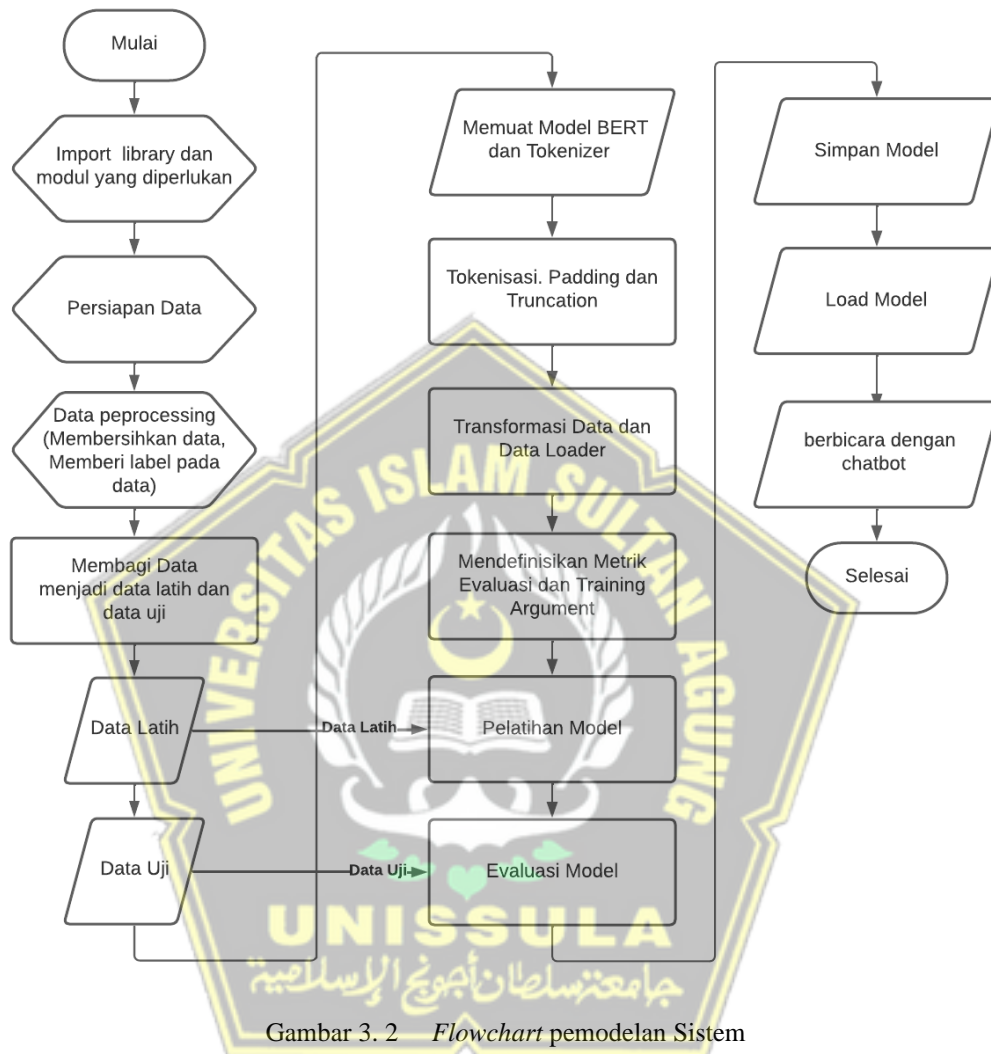 Mulai
Import library dan
modul yang diperlukan
Persiapan Data
Data peprocessing
(Membersihkan data,
Memberi label pada
data)
Membagi Data
menjadi data latih dan
data uji
Data Latih
Data Latih
Data Uji
Data Uji
Memuat Model BERT
dan Tokenizer
Tokenisasi. Padding dan
Truncation
Transformasi Data dan
Data Loader
Mendefinisikan Metrik
Evaluasi dan Training
Argument
Pelatihan Model
Evaluasi Model
Simpan Model
Load Model
berbicara dengan
chatbot
Selesai
UNIVERSITAS ISLAM SULTAN AGUNG
UNISSULA
جامعتنسلطان أجونج الإسلامية
Gambar 3. 2 Flowchart pemodelan Sistem